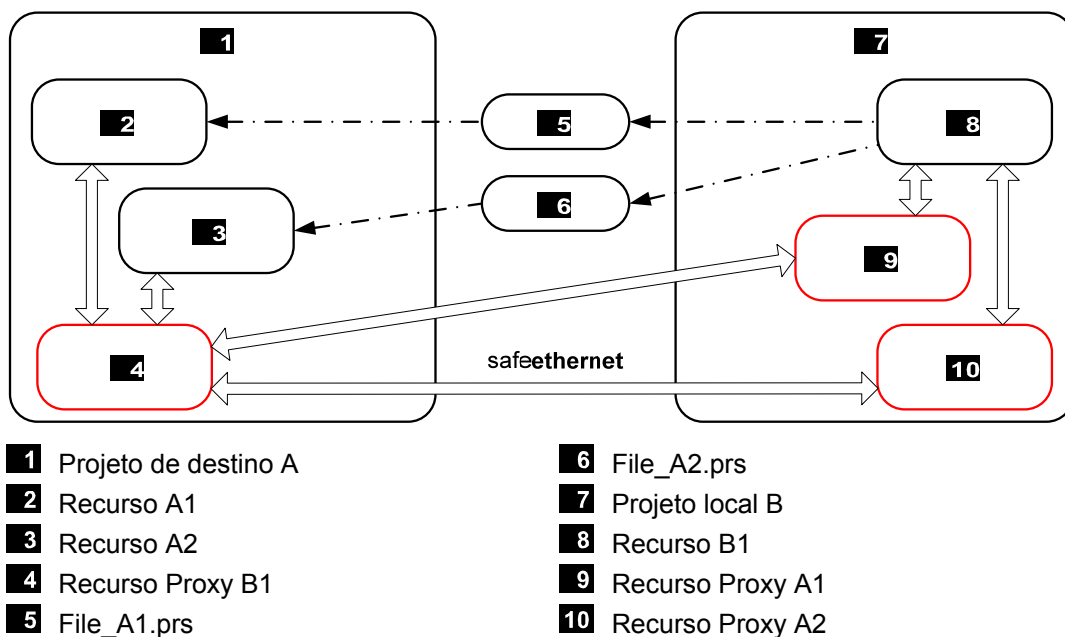 1
7
2
5
8
3
6
9
4
safeethernet
10
1 Projeto de destino A
2 Recurso A1
3 Recurso A2
4 Recurso Proxy B1
5 File_A1.prs
6 File_A2.prs
7 Projeto local B
8 Recurso B1
9 Recurso Proxy A1
10 Recurso Proxy A2